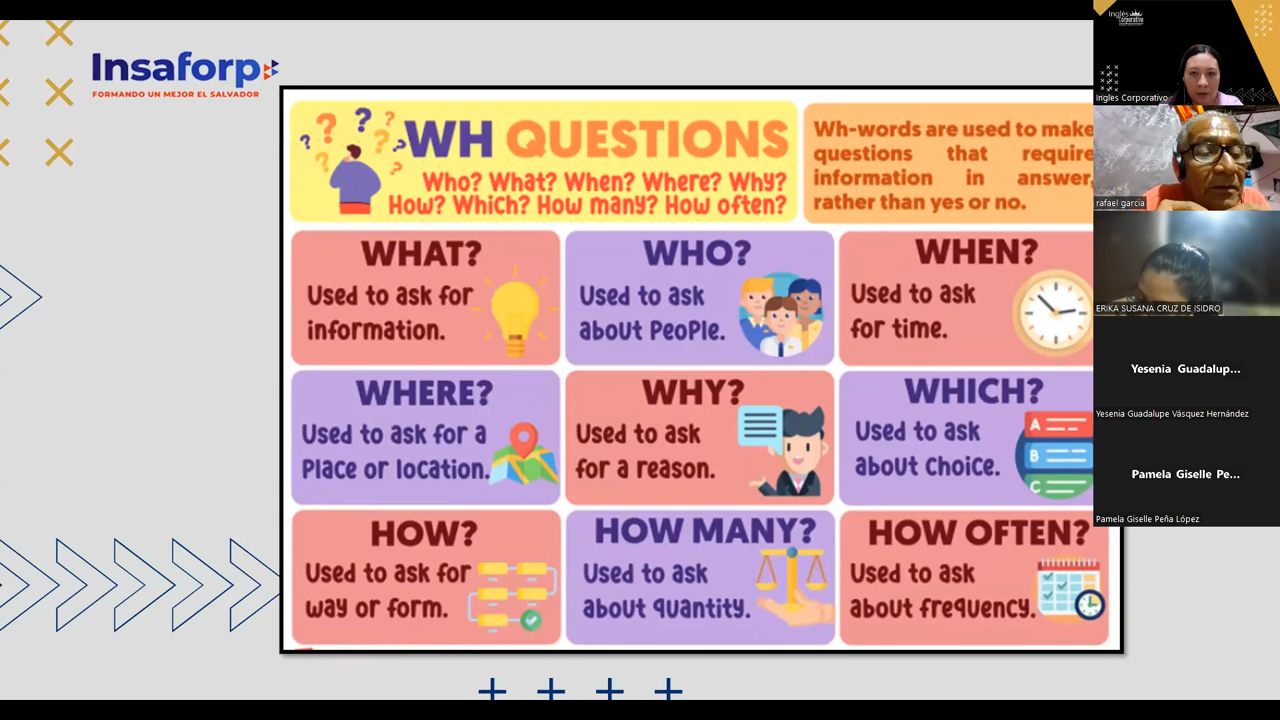 Insaforp
FORMANDO UN MEJOR EL SALVADOR
WH QUESTIONS
Who? What? When? Where? Why?
How? Which? How many? How often?
Wh-words are used to make
questions that require
information in answer,
rather than yes or no.
WHAT?
Used to ask for
information.
WHO?
Used to ask
about People.
WHEN?
Used to ask
for time.
WHERE?
Used to ask for a
Place or location.
WHY?
Used to ask
for a reason.
WHICH?
Used to ask
about choice.
A
B
C
HOW?
Used to ask for
way or form.
HOW MANY?
Used to ask
about quantity.
HOW OFTEN?
Used to ask
about frequency.
Inglés
Corporativo
Ingles Corporativo
rafael garcia
ERIKA SUSANA CRUZ DE ISIDRO
Yesenia Guadalup...
Yesenia Guadalupe Vásquez Hernández
Pamela Giselle Pe...
Pamela Giselle Peña López